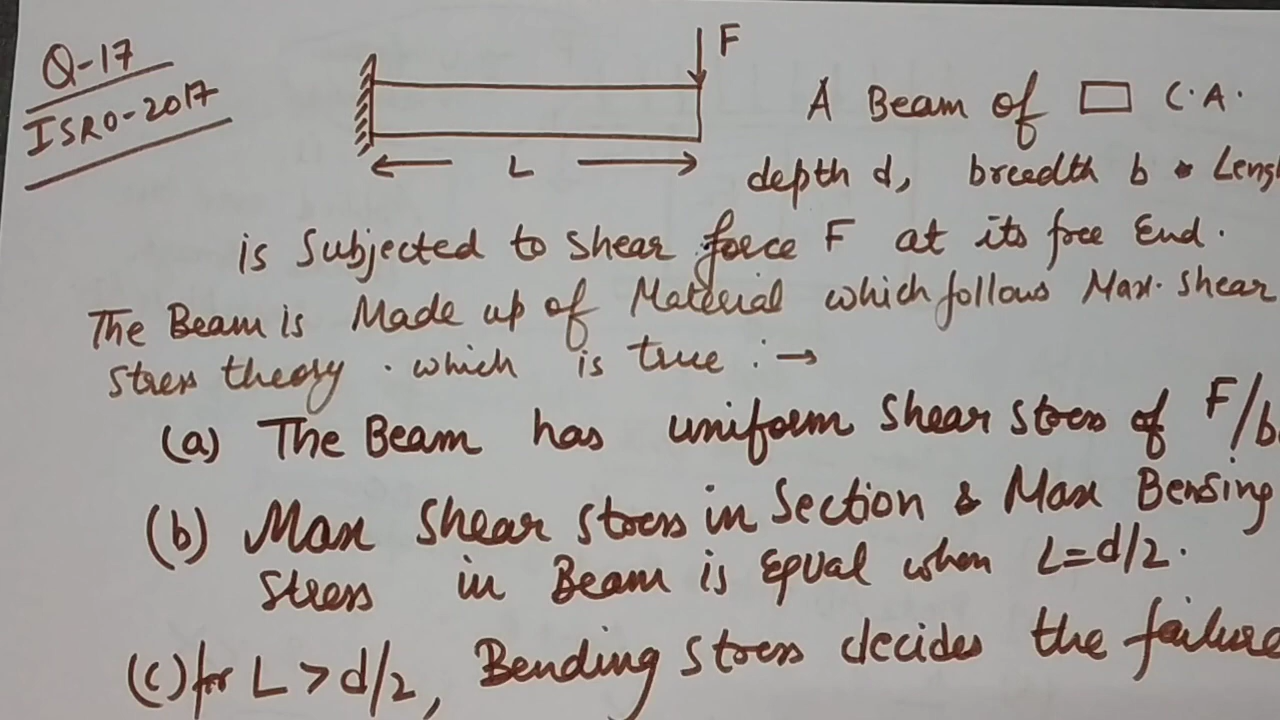 Q-17
ISRO-2017
F
L
A Beam of ▭ C.A.
depth d, breadth b & Leng
is Subjected to shear force F at its free End.
The Beam is Made up of Material which follows Max. shear
stress theory. which is true : →
(a) The Beam has uniform shear stress of F/b
(b) Max shear stress in Section & Max Bensing
stress in Beam is Equal when L=d/2.
(c) for L > d/2, Bending stress decides the failure